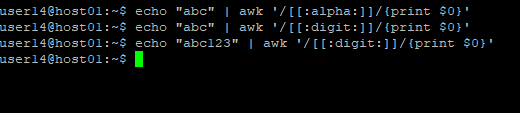 user14@host01:~$ echo "abc" | awk '/[[:alpha:]]/{print $0}'
user14@host01:~$ echo "abc" | awk '/[[:digit:]]/{print $0}'
user14@host01:~$ echo "abc123" | awk '/[[:digit:]]/{print $0}'
user14@host01:~$